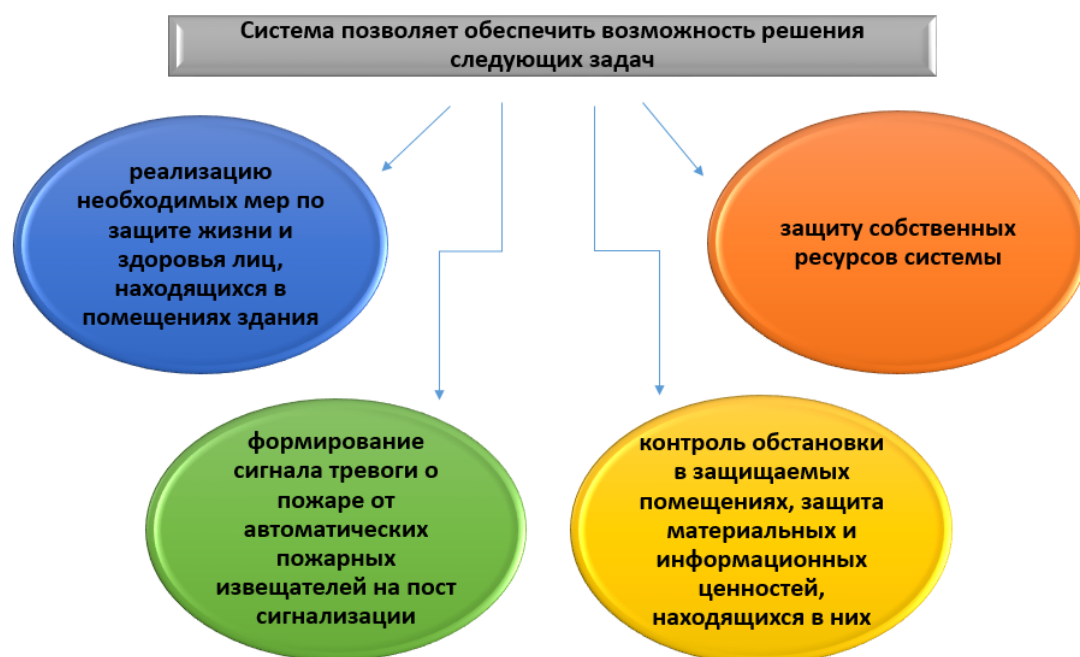 Система позволяет обеспечить возможность решения
следующих задач
реализацию
необходимых мер по
защите жизни и
здоровья лиц,
находящихся в
помещениях здания
защиту собственных
ресурсов системы
формирование
сигнала тревоги о
пожаре от
автоматических
пожарных
извещателей на пост
сигнализации
контроль обстановки
в защищаемых
помещениях, защита
материальных и
информационных
ценностей,
находящихся в них